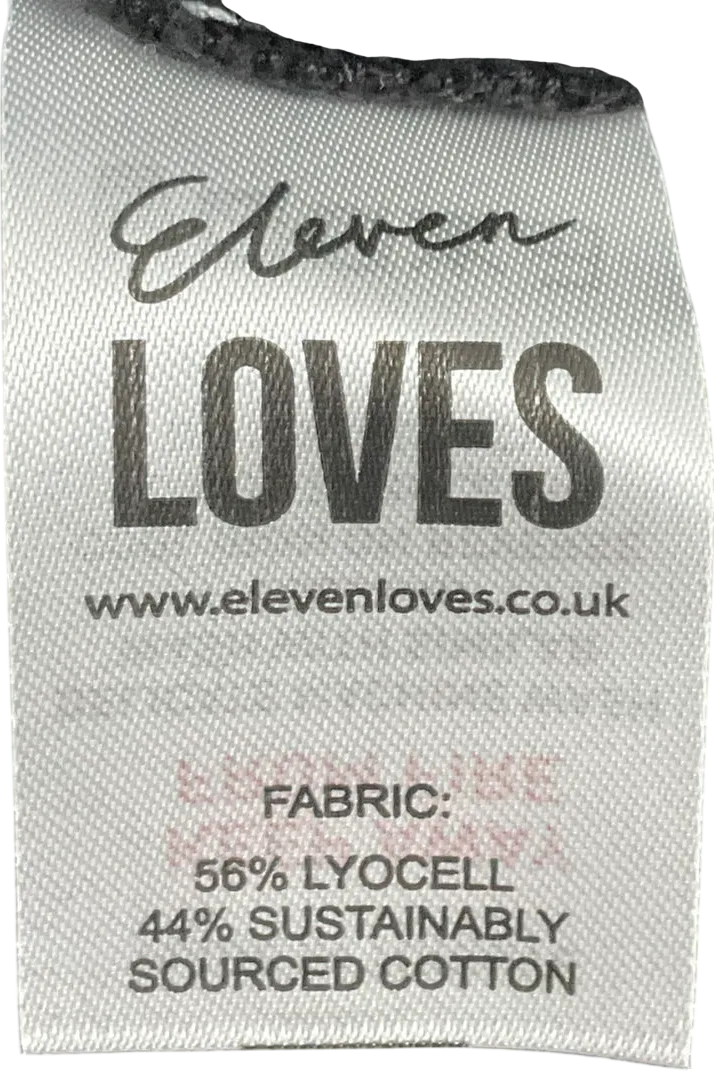 Eleven
LOVES
www.elevenloves.co.uk
FABRIC:
56% LYOCELL
44% SUSTAINABLY
SOURCED COTTON